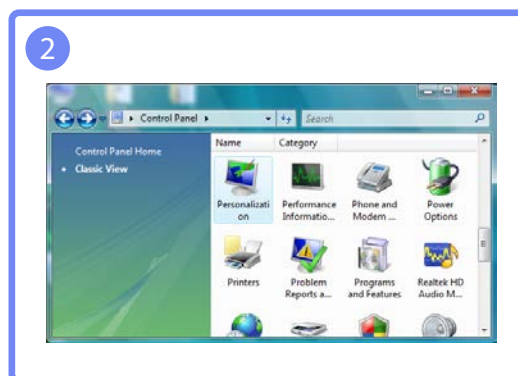 2
Control Panel
Search
Name Category
Control Panel Home
Classic View
Personalizati
on
Performance
Informatio...
Phone and
Modem ...
Power
Options
Printers
Problem
Reports a...
Programs
and Features
Realtek HD
Audio M...